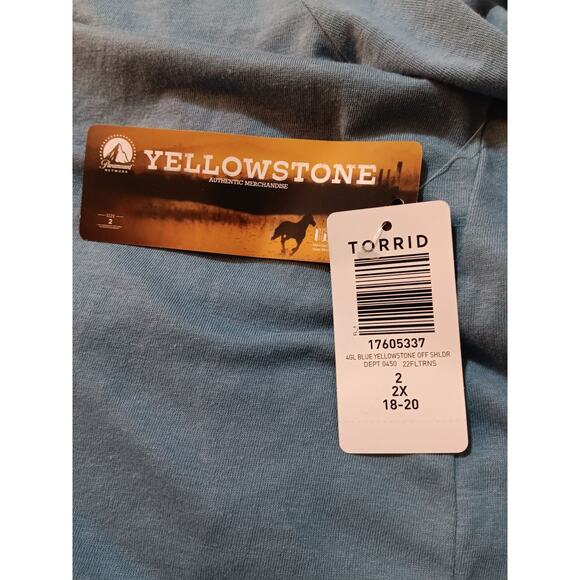 Paramount
NETWORK
YELLOWSTONE
AUTHENTIC MERCHANDISE
SIZE
2
TORRID
17605337
4GL BLUE YELLOWSTONE OFF SHLDR
DEPT 0450 22FLTRNS
2
2X
18-20